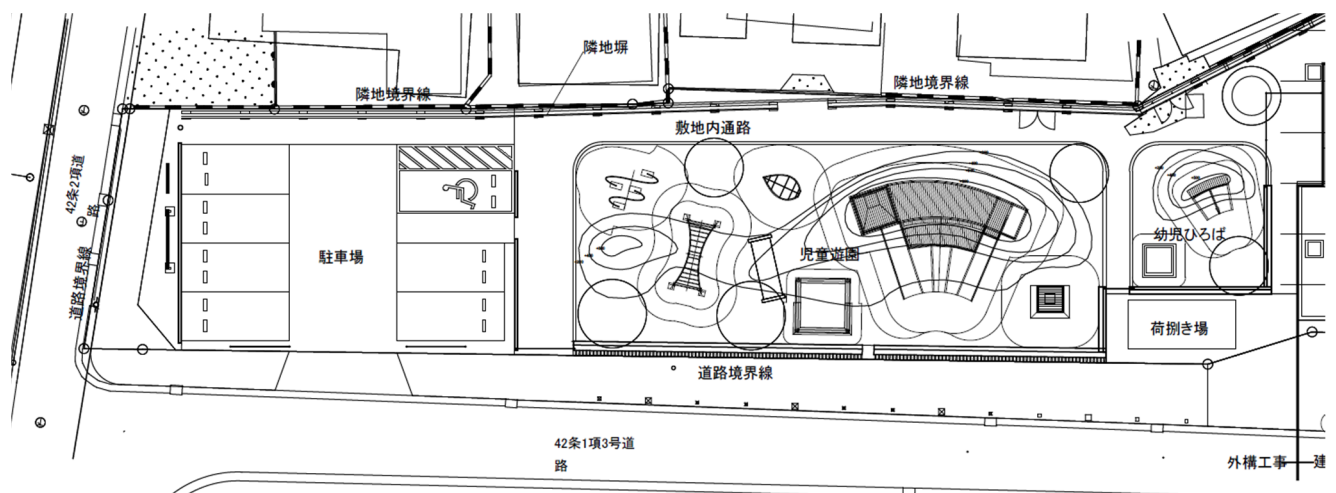 隣地塀
隣地境界線
隣地境界線
敷地内通路
42条2項道
路
道路境界線
駐車場
児童遊園
幼児ひろば
荷捌き場
道路境界線
42条1項3号道
路
外構工事
建